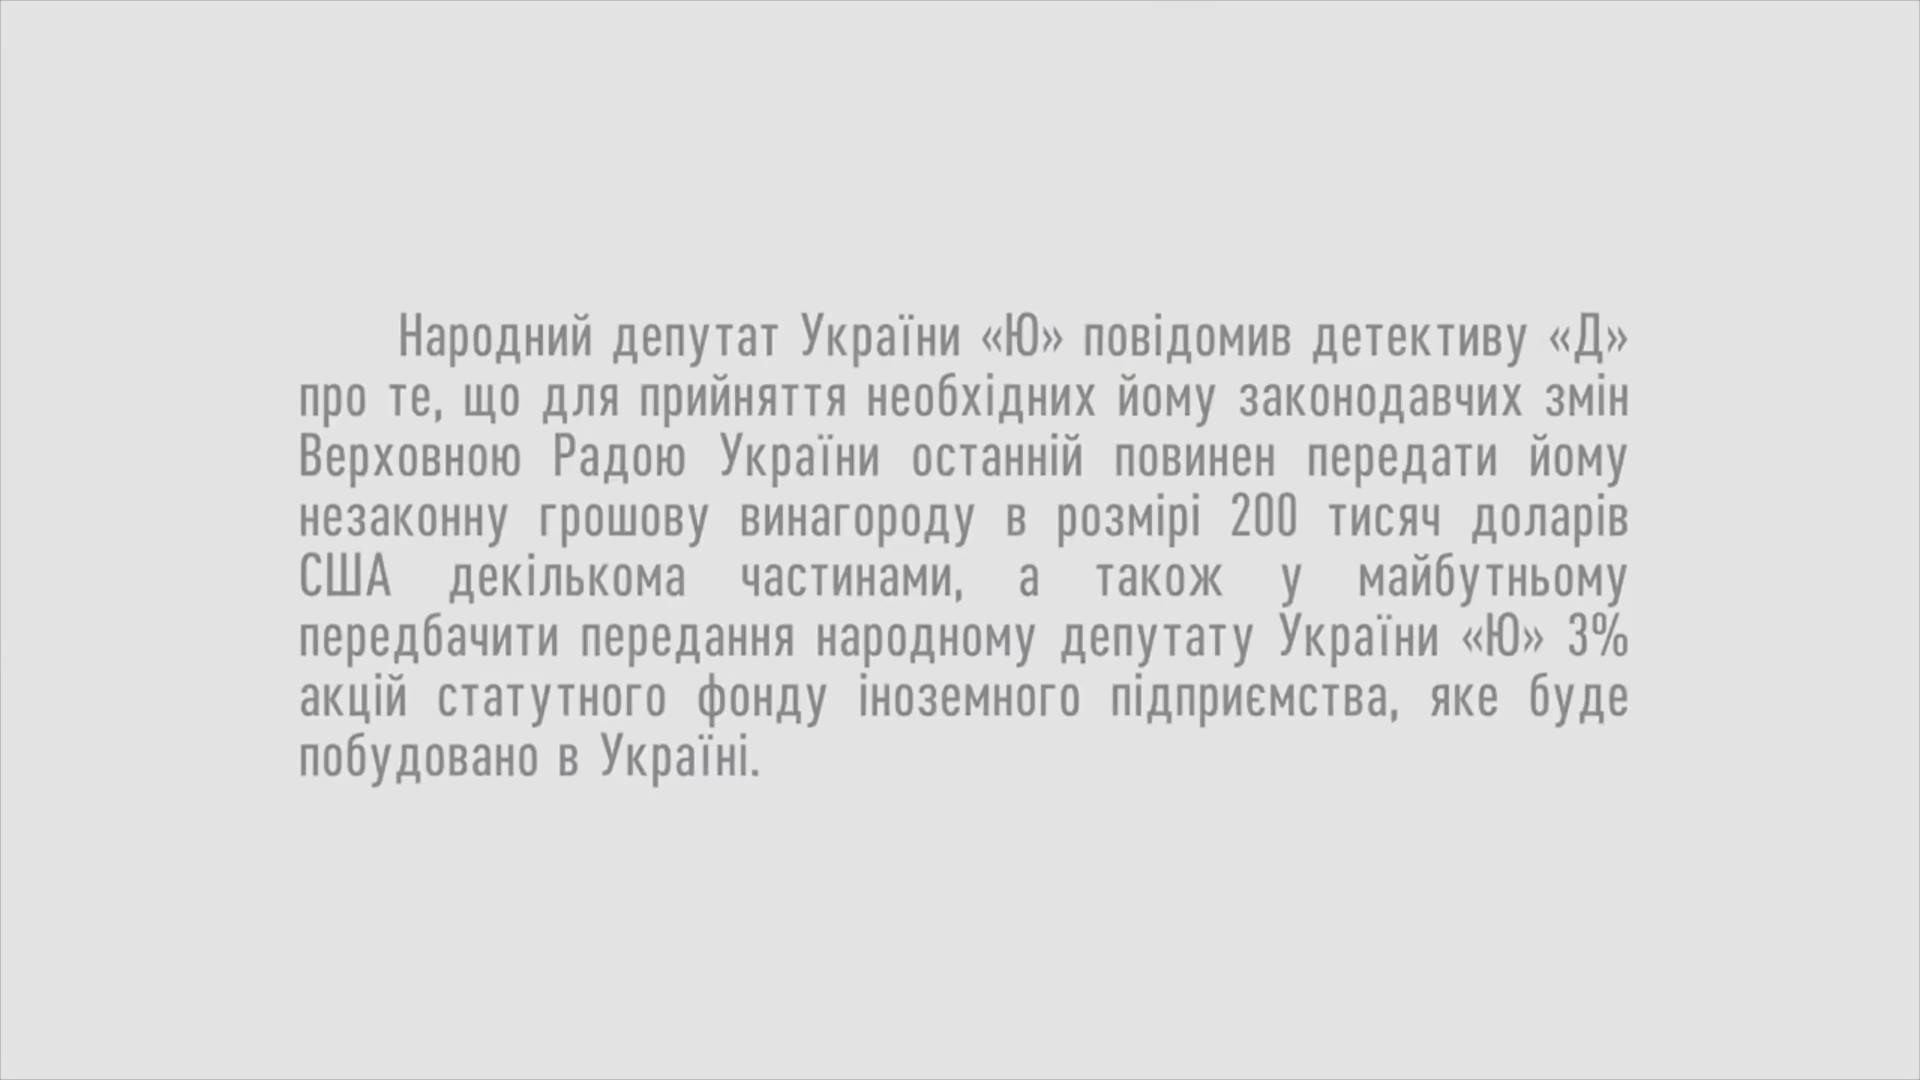 Народний депутат України «Ю» повідомив детективу «Д»
про те, що для прийняття необхідних йому законодавчих змін
Верховною Радою України останній повинен передати йому
незаконну грошову винагороду в розмірі 200 тисяч доларів
США декількома частинами, а також у майбутньому
передбачити передання народному депутату України «Ю» 3%
акцій статутного фонду іноземного підприємства, яке буде
побудовано в Україні.